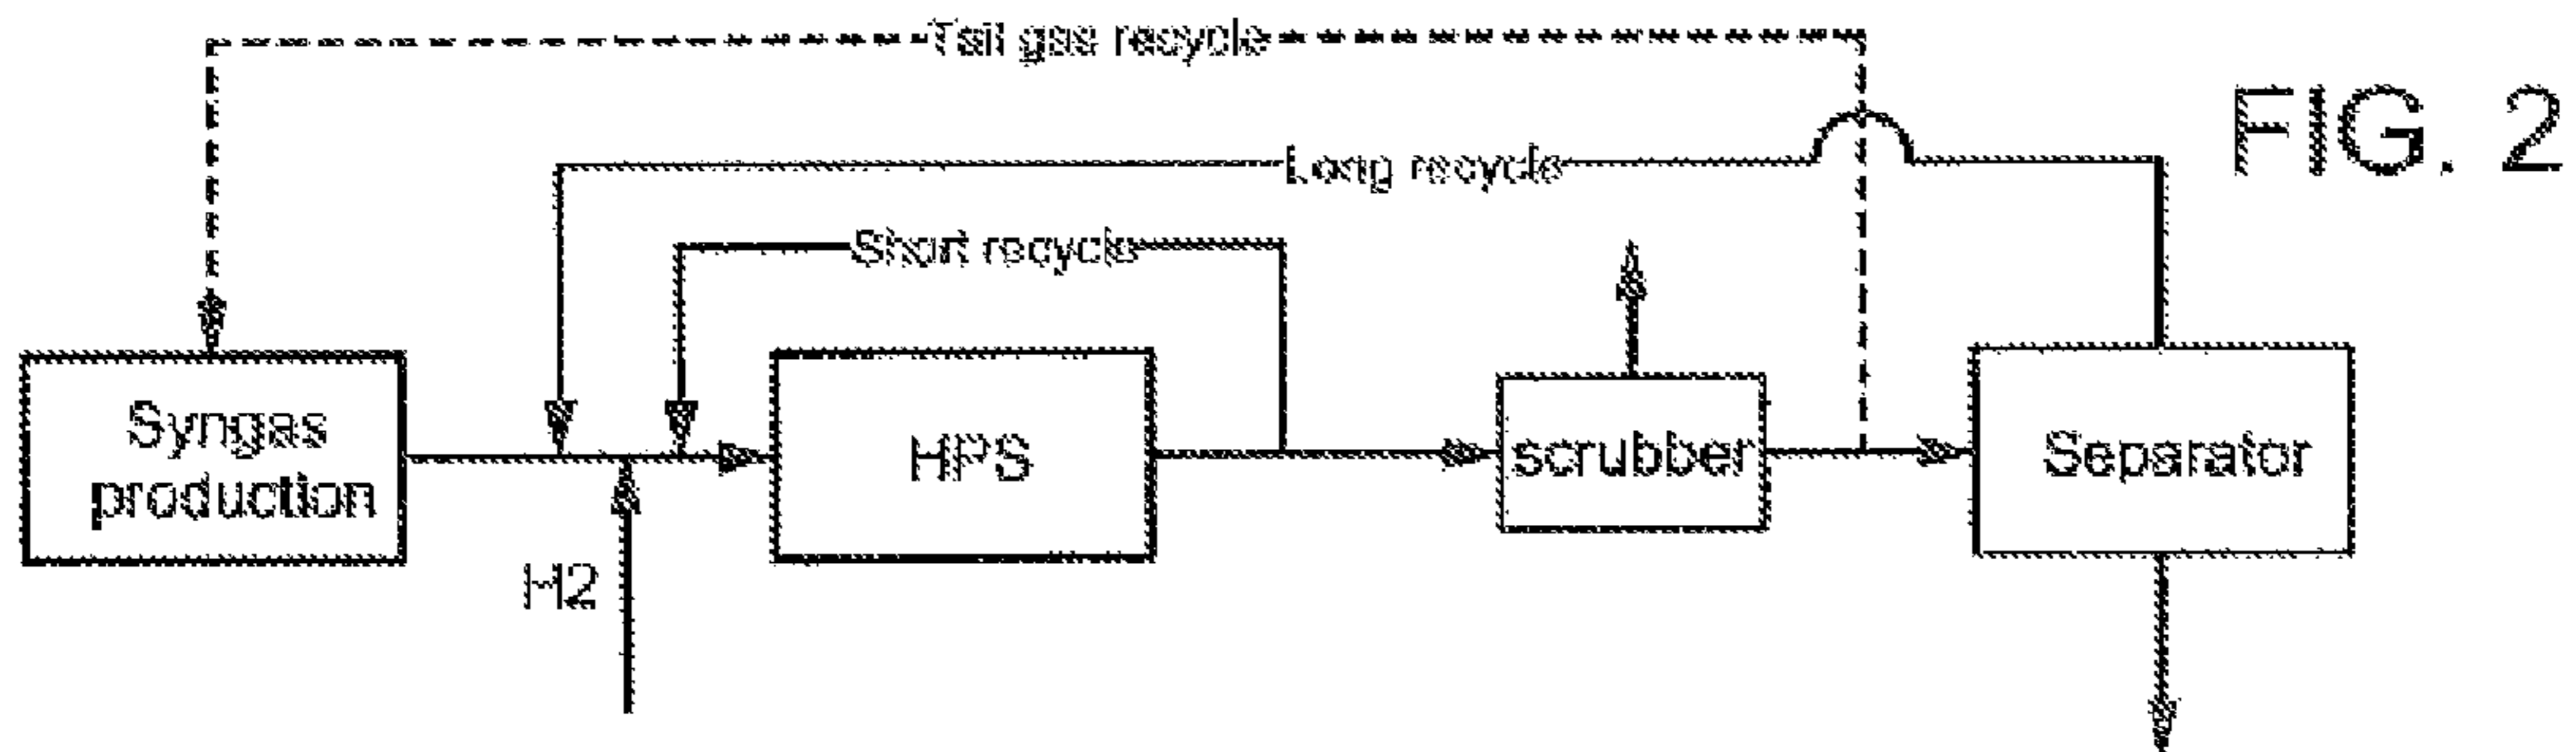 Tail gas recycle
FIG. 2
Long recycle
Short recycle
Syngas
production
HPS
scrubber
Separator
H2